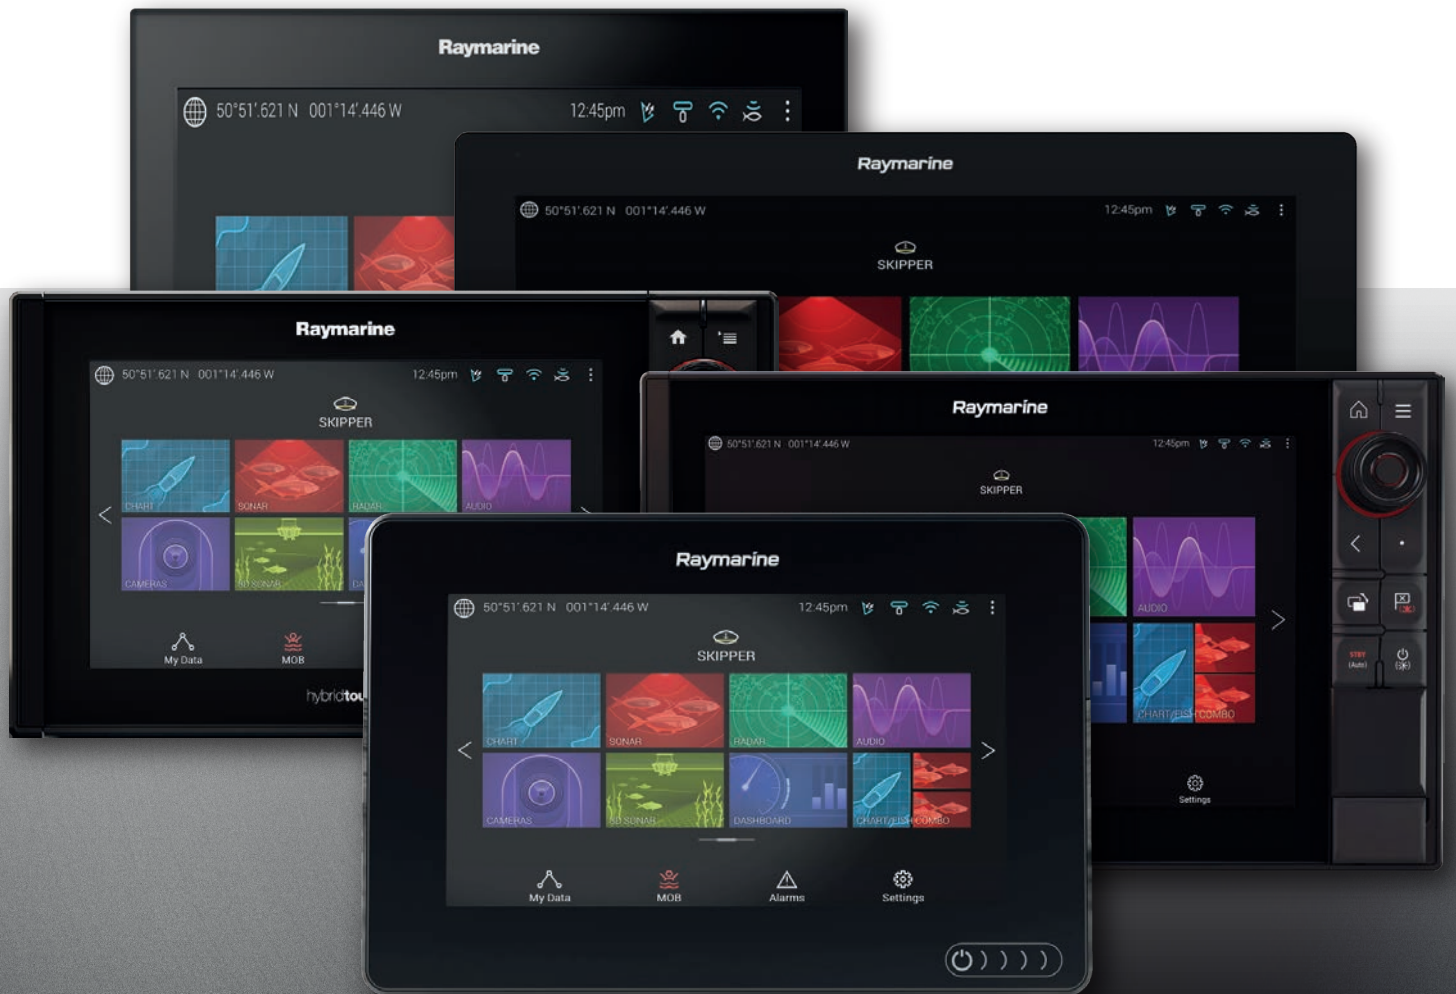 Raymarine
50°51'.621 N 001°14'.446 W 12:45pm
Raymarine
50°51'.621 N 001°14'.446 W 12:45pm
SKIPPER
Raymarine
50°51'.621 N 001°14'.446 W 12:45pm
SKIPPER
CHART SONAR RADAR AUDIO
CAMERAS 3D SONAR DA
My Data MOB
hybridtou
Raymarine
50°51'.621 N 001°14'.446 W 12:45pm
SKIPPER
AUDIO
CHART/FISH COMBO
Settings
STBY
(Auto)
Raymarine
50°51'.621 N 001°14'.446 W 12:45pm
SKIPPER
CHART SONAR RADAR AUDIO
CAMERAS 3D SONAR DASHBOARD CHART/FISH COMBO
My Data MOB Alarms Settings